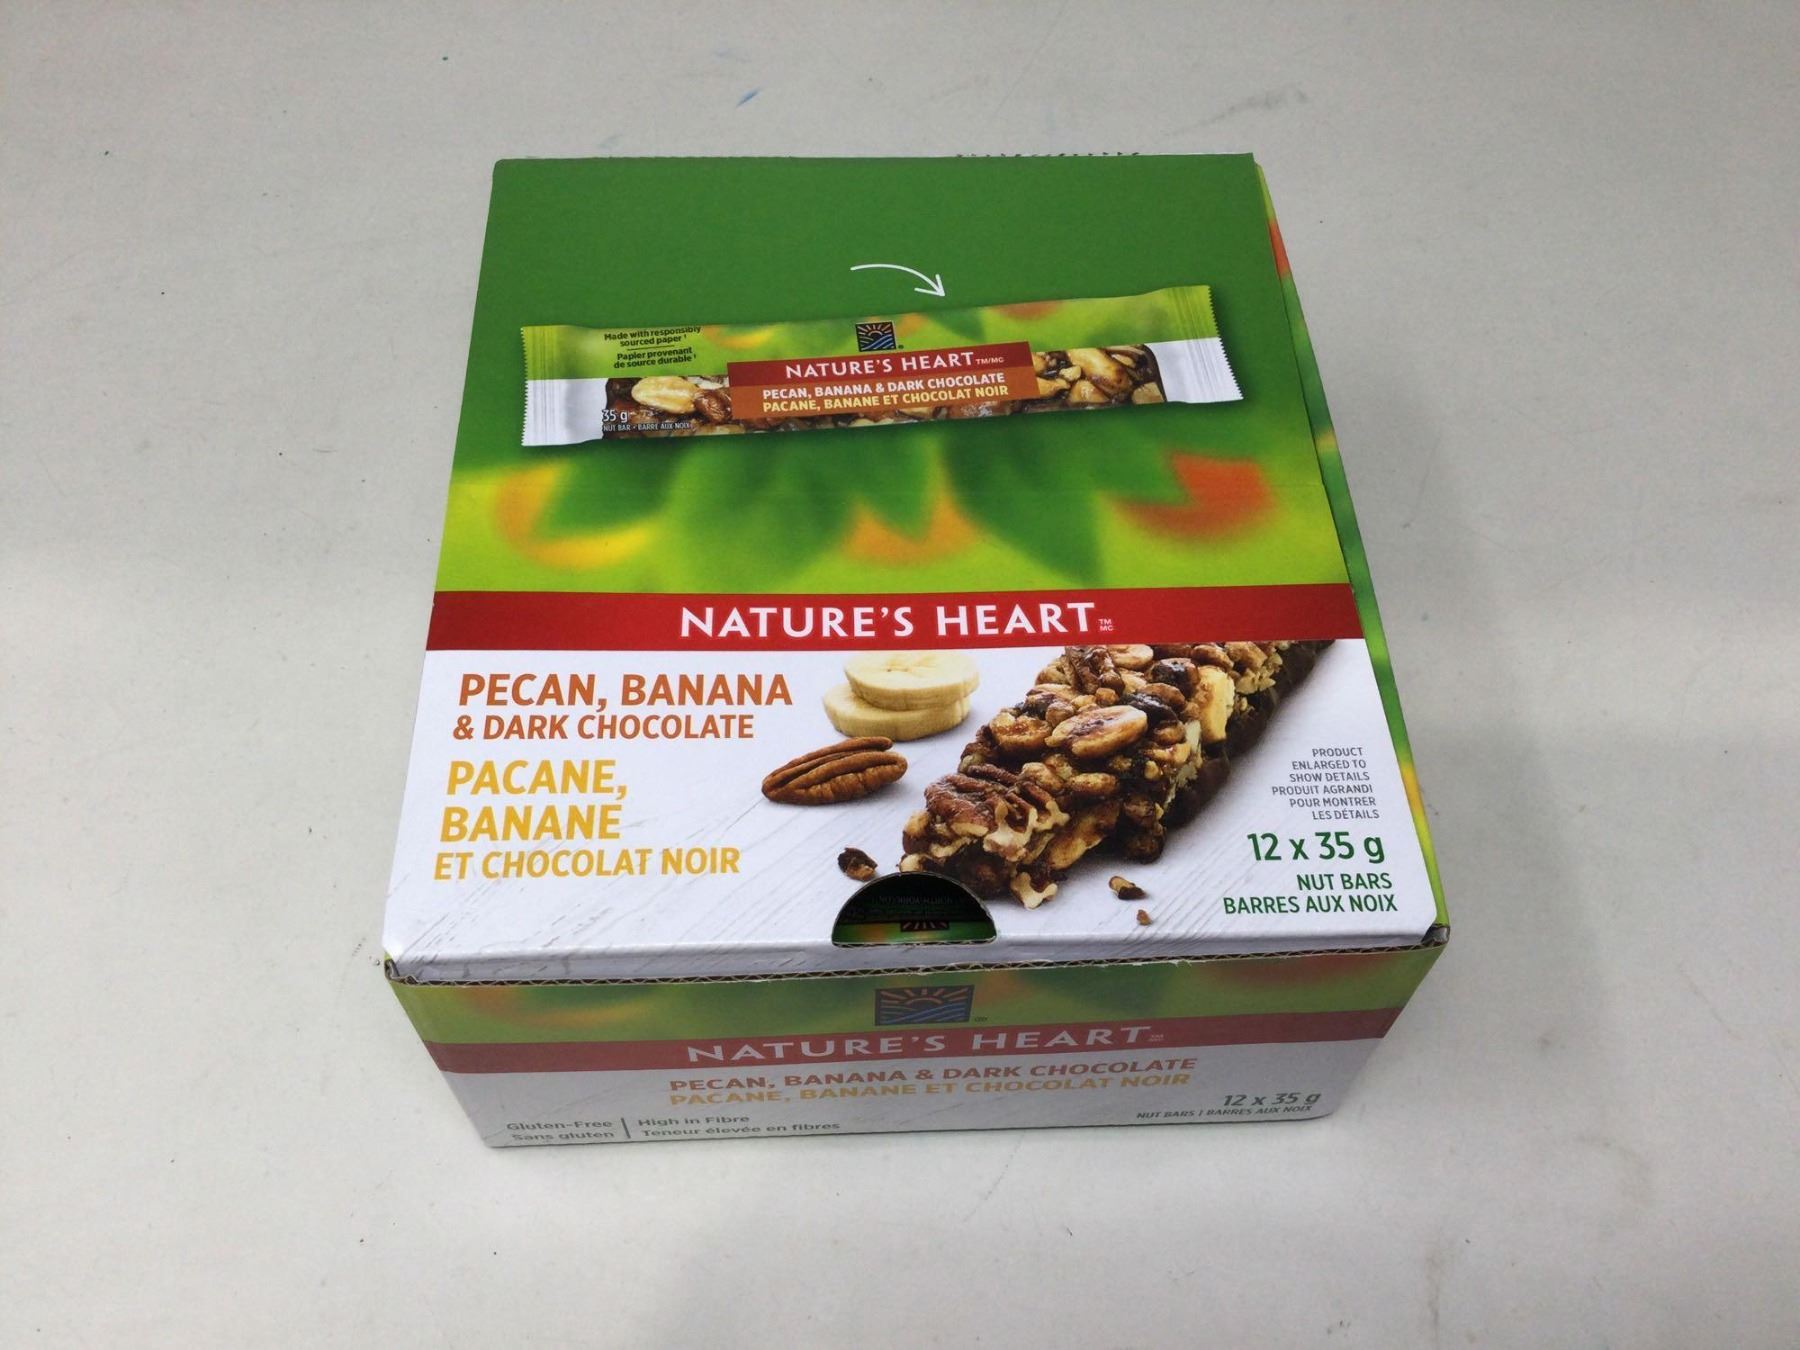 Made with responsibly
sourced paper
Papier provenant
de source durable
NATURE'S HEART TM/MC
PECAN, BANANA & DARK CHOCOLATE
PACANE, BANANE ET CHOCOLAT NOIR
35 g
NUT BAR • BARRE AUX NOIX
NATURE'S HEART TM MC
PECAN, BANANA
& DARK CHOCOLATE
PACANE,
BANANE
ET CHOCOLAT NOIR
PRODUCT
ENLARGED TO
SHOW DETAILS
PRODUIT AGRANDI
POUR MONTRER
LES DÉTAILS
12 x 35 g
NUT BARS
BARRES AUX NOIX
NATURE'S HEART
PECAN, BANANA & DARK CHOCOLATE
PACANE, BANANE ET CHOCOLAT NOIR
Gluten-Free
Sans gluten
High in Fibre
Teneur élevée en fibres
12 x 35 g
NUT BARS | BARRES AUX NOIX